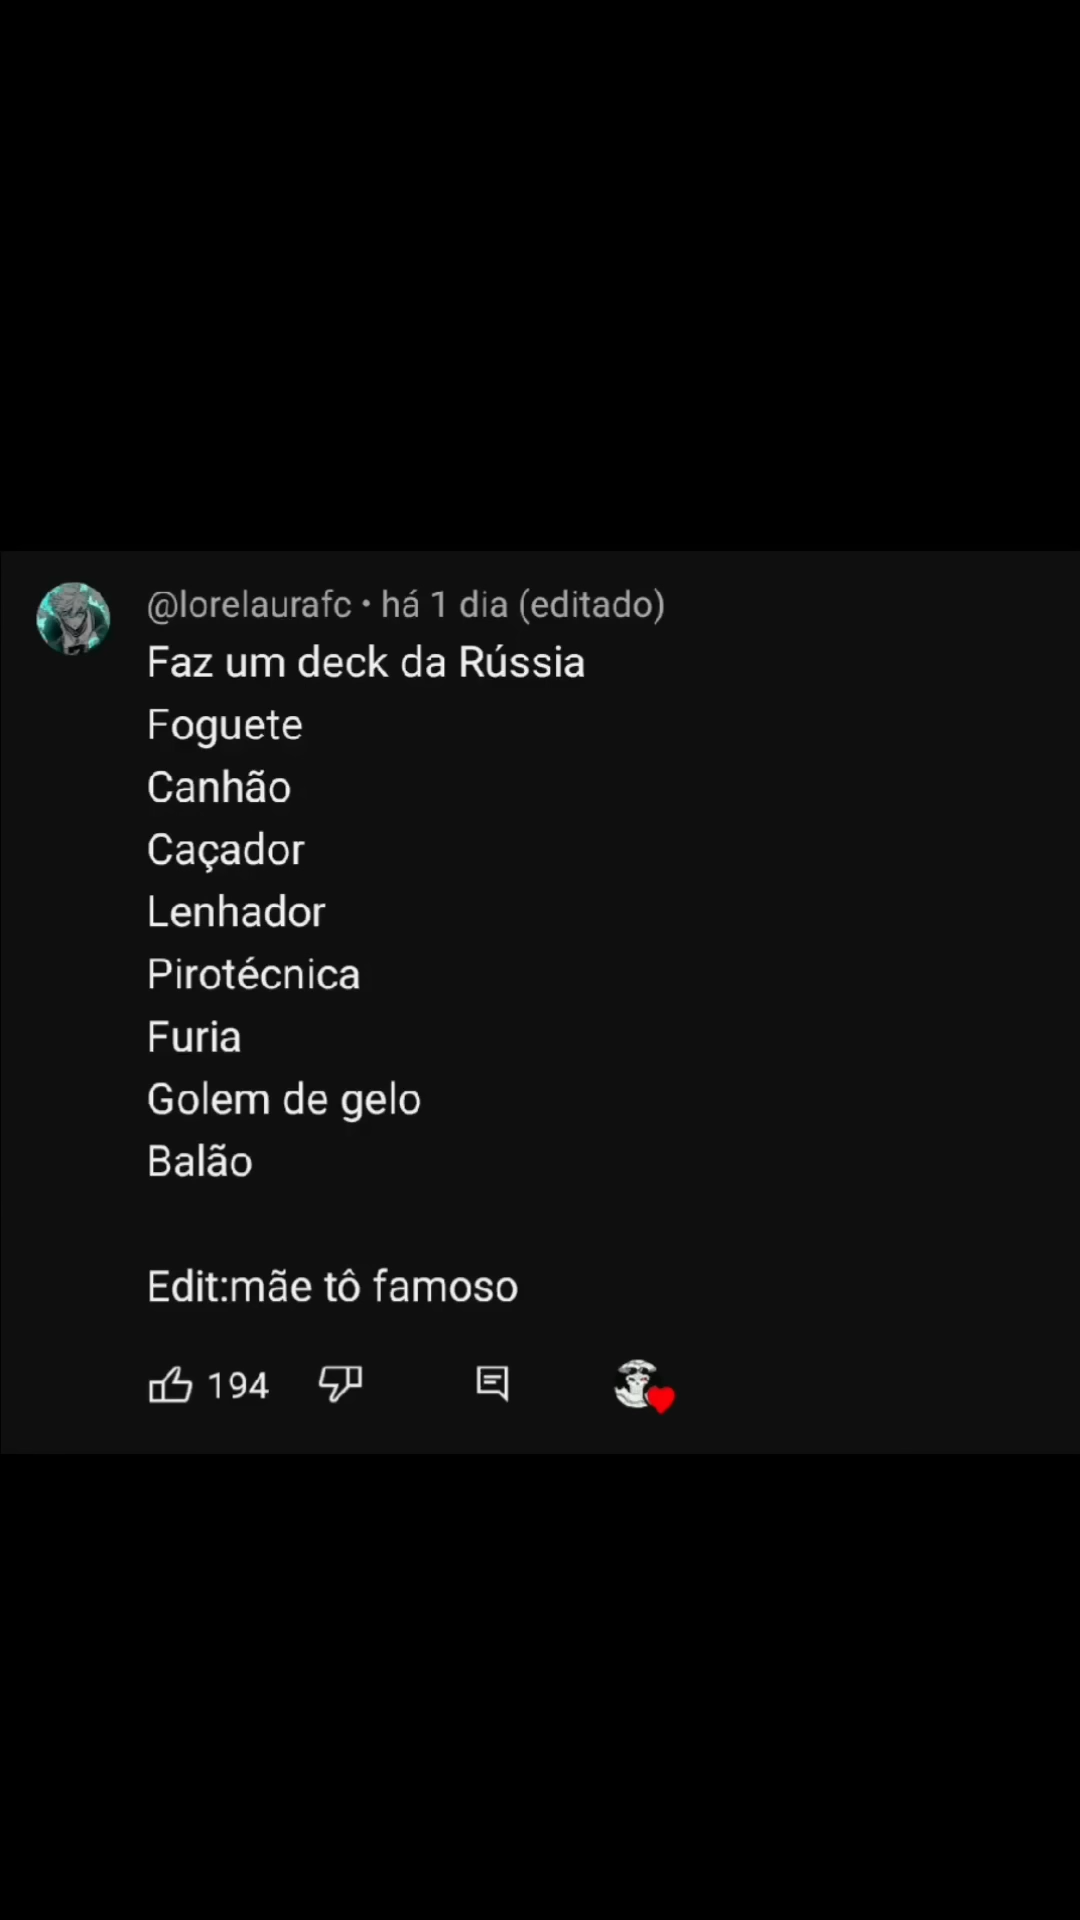 @lorelaurafc • há 1 dia (editado)
Faz um deck da Rússia
Foguete
Canhão
Caçador
Lenhador
Pirotécnica
Furia
Golem de gelo
Balão
Edit:mãe tô famoso
194